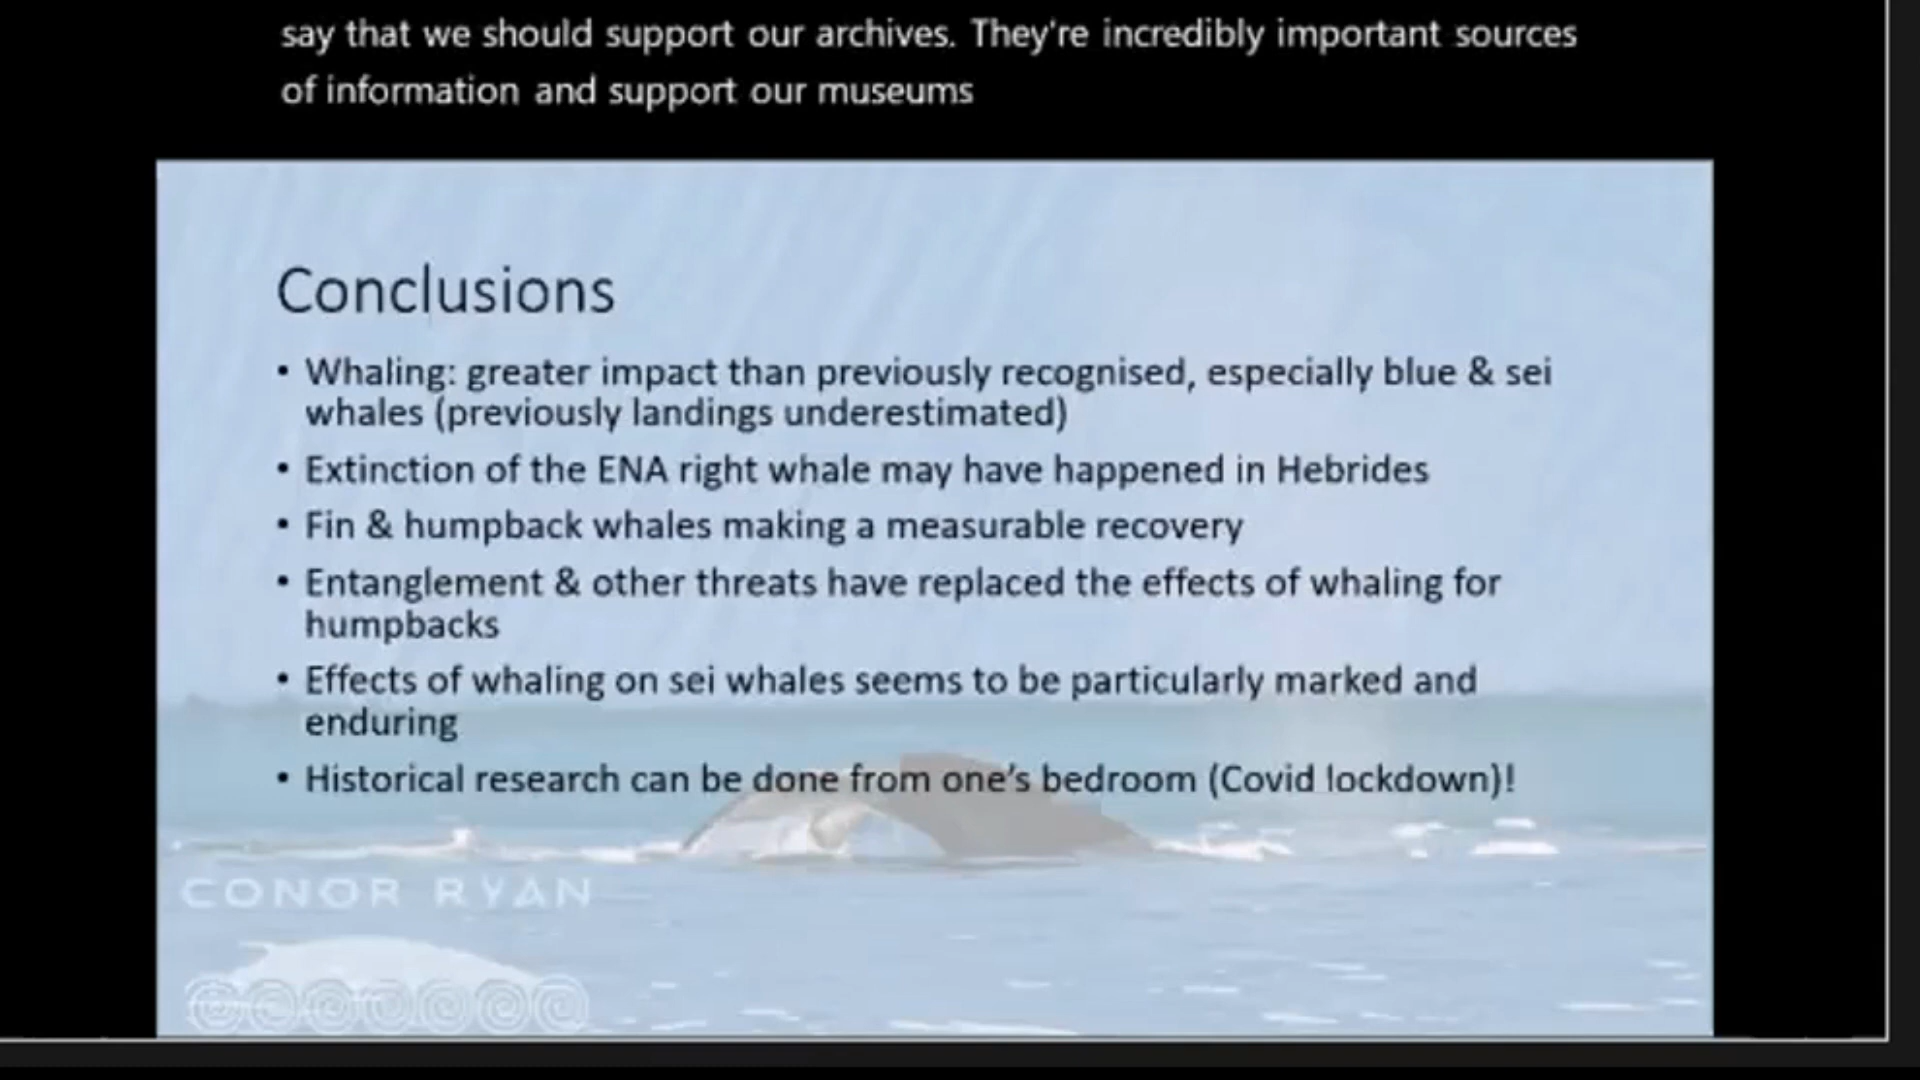 say that we should support our archives. They're incredibly important sources
of information and support our museums
Conclusions
• Whaling: greater impact than previously recognised, especially blue & sei
whales (previously landings underestimated)
• Extinction of the ENA right whale may have happened in Hebrides
• Fin & humpback whales making a measurable recovery
• Entanglement & other threats have replaced the effects of whaling for
humpbacks
• Effects of whaling on sei whales seems to be particularly marked and
enduring
• Historical research can be done from one's bedroom (Covid lockdown)!
CONOR RYAN